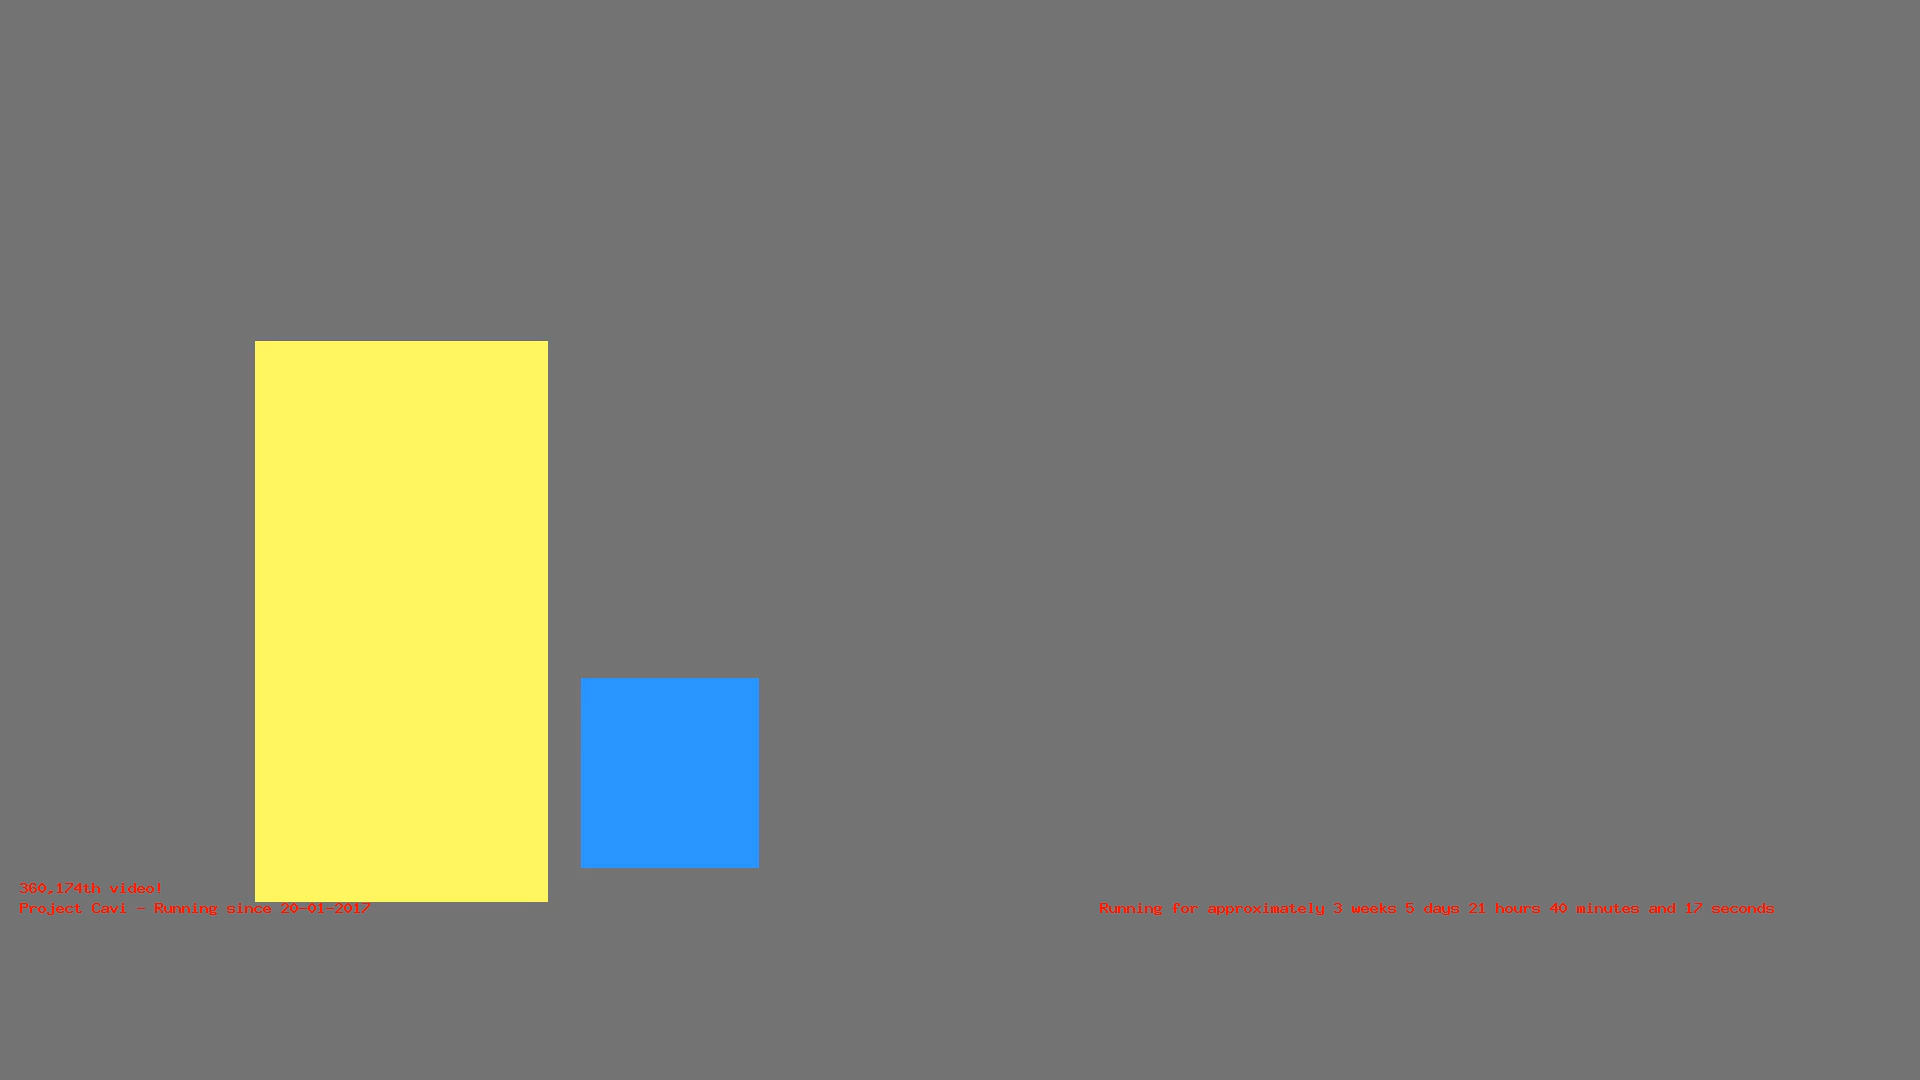 360,174th video!
Project Cavi - Running since 20-01-2017
Running for approximately 3 weeks 5 days 21 hours 40 minutes and 17 seconds